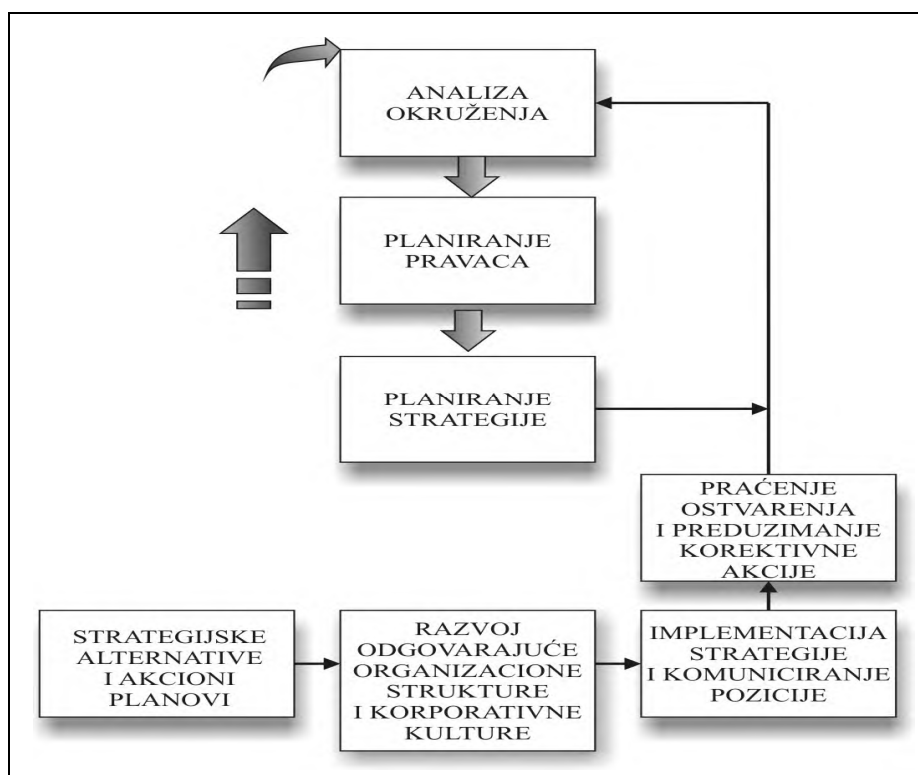 ANALIZA
OKRUŽENJA
PLANIRANJE
PRAVACA
PLANIRANJE
STRATEGIJE
PRAĆENJE
OSTVARENJA
I PREDUZIMANJE
KOREKTIVNE
AKCIJE
STRATEGIJSKE
ALTERNATIVE
I AKCIONI
PLANOVI
RAZVOJ
ODGOVARAJUĆE
ORGANIZACIONE
STRUKTURE
I KORPORATIVNE
KULTURE
IMPLEMENTACIJA
STRATEGIJE
I KOMUNICIRANJE
POZICIJE